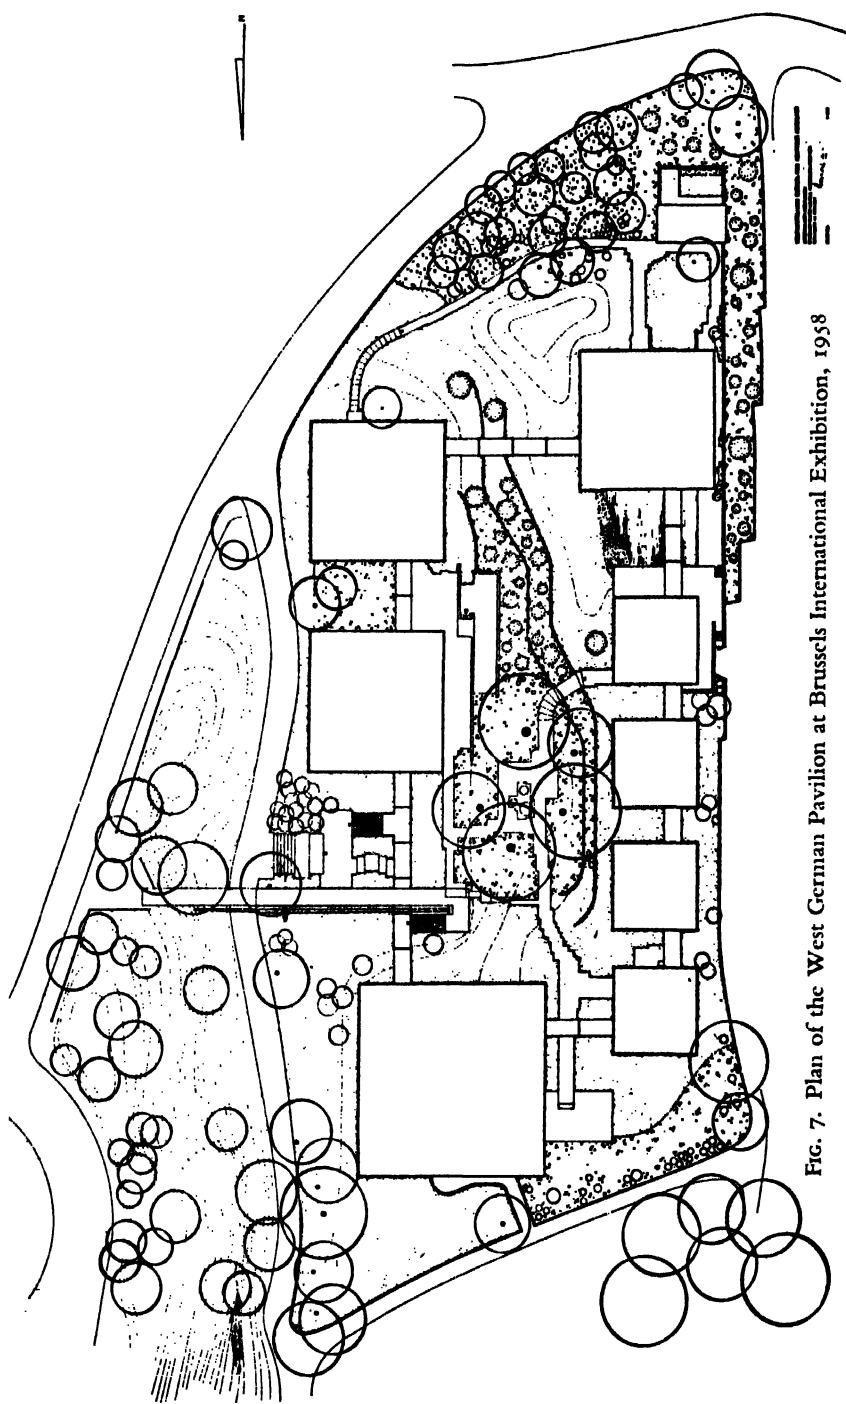 N
FIG. 7. Plan of the West German Pavilion at Brussels International Exhibition, 1958